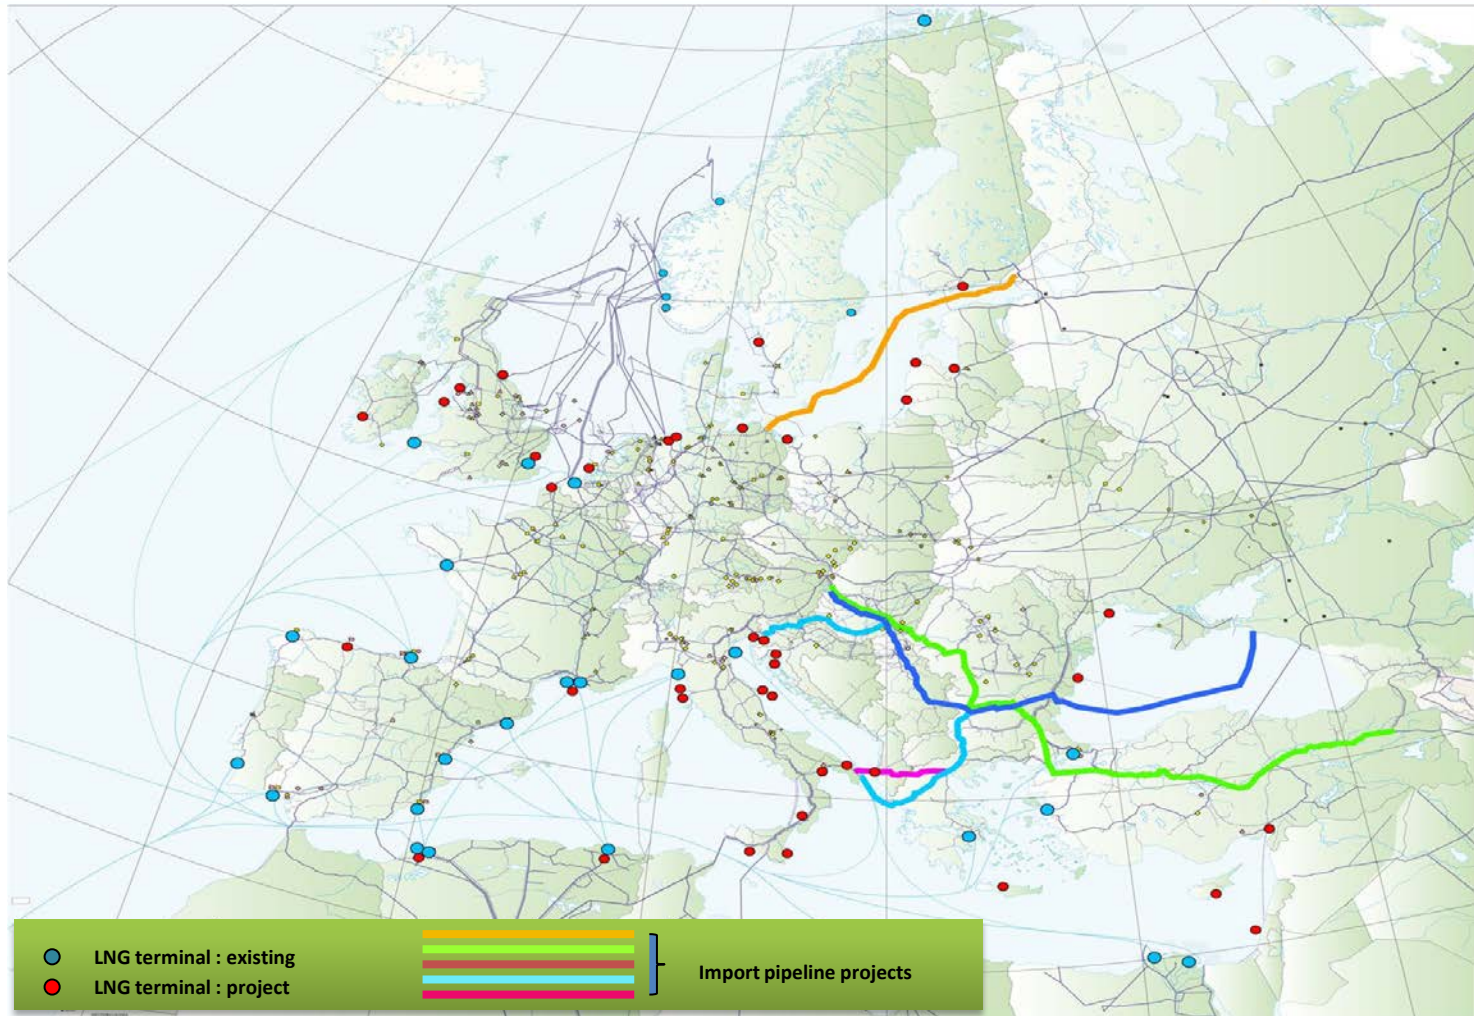 LNG terminal : existing
LNG terminal : project
Import pipeline projects